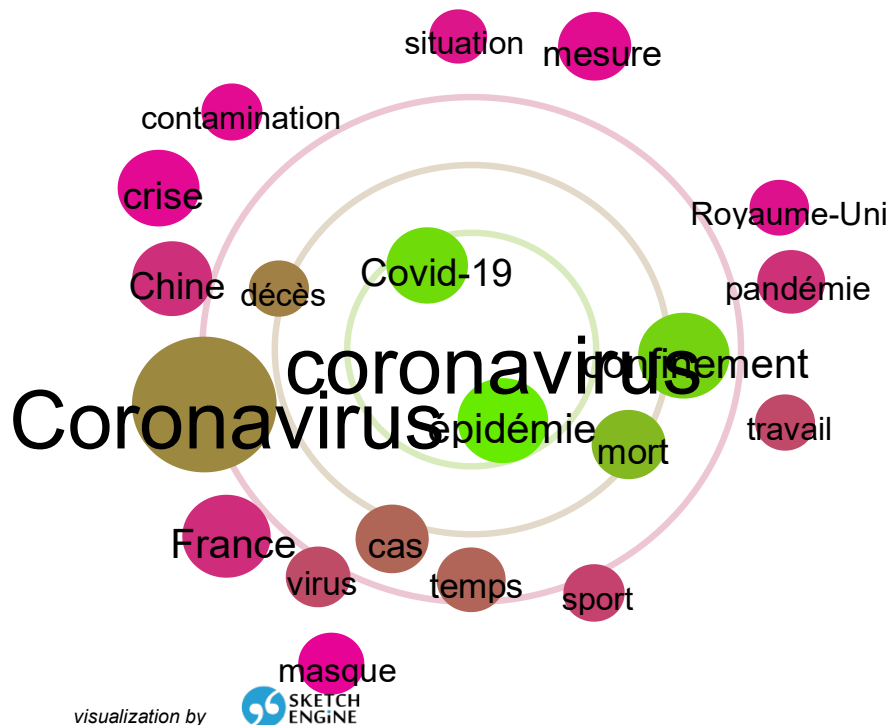 situation
mesure
contamination
crise
Royaume-Uni
Chine
décès
Covid-19
pandémie
coronavirus
confinement
Coronavirus
épidémie
mort
travail
France
cas
virus
temps
sport
masque
visualization by
SKETCH
ENGINE